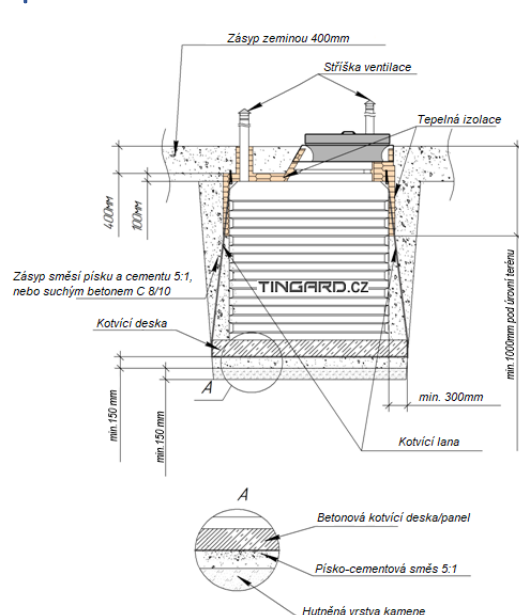 Zásyp zeminou 400mm
Stříška ventilace
Tepelná izolace
400мм
100мм
Zásyp směsí písku a cementu 5:1,
nebo suchým betonem C 8/10
TINGARD.CZ
min.1000mm pod úrovní terénu
Kotvící deska
A
min.150 mm
min.150 mm
min. 300mm
Kotvící lana
A
Betonová kotvící deska/panel
Písko-cementová směs 5:1
Hutněná vrstva kamene